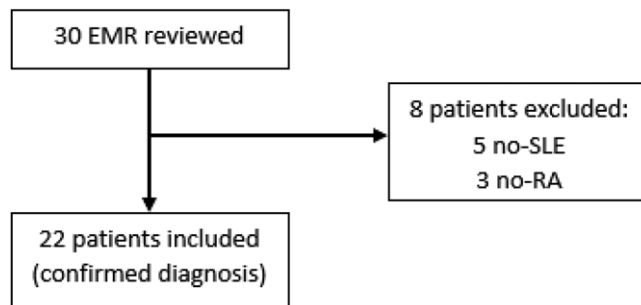 30 EMR reviewed
8 patients excluded:
5 no-SLE
3 no-RA
22 patients included
(confirmed diagnosis)